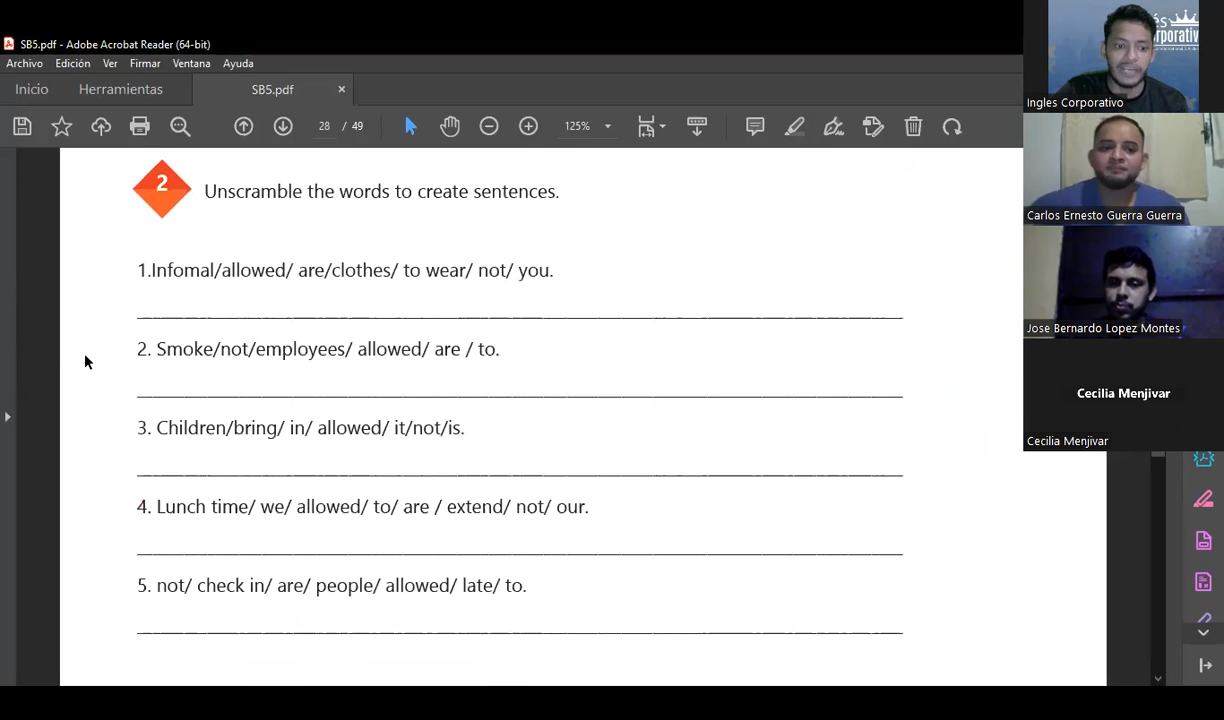 SB5.pdf - Adobe Acrobat Reader (64-bit)
Archivo Edición Ver Firmar Ventana Ayuda
Inicio Herramientas SB5.pdf ×
28 / 49 125%
2 Unscramble the words to create sentences.
1.Infomal/allowed/ are/clothes/ to wear/ not/ you.
2. Smoke/not/employees/ allowed/ are / to.
3. Children/bring/ in/ allowed/ it/not/is.
4. Lunch time/ we/ allowed/ to/ are / extend/ not/ our.
5. not/ check in/ are/ people/ allowed/ late/ to.
Ingles Corporativo
Carlos Ernesto Guerra Guerra
Jose Bernardo Lopez Montes
Cecilia Menjivar
Cecilia Menjivar